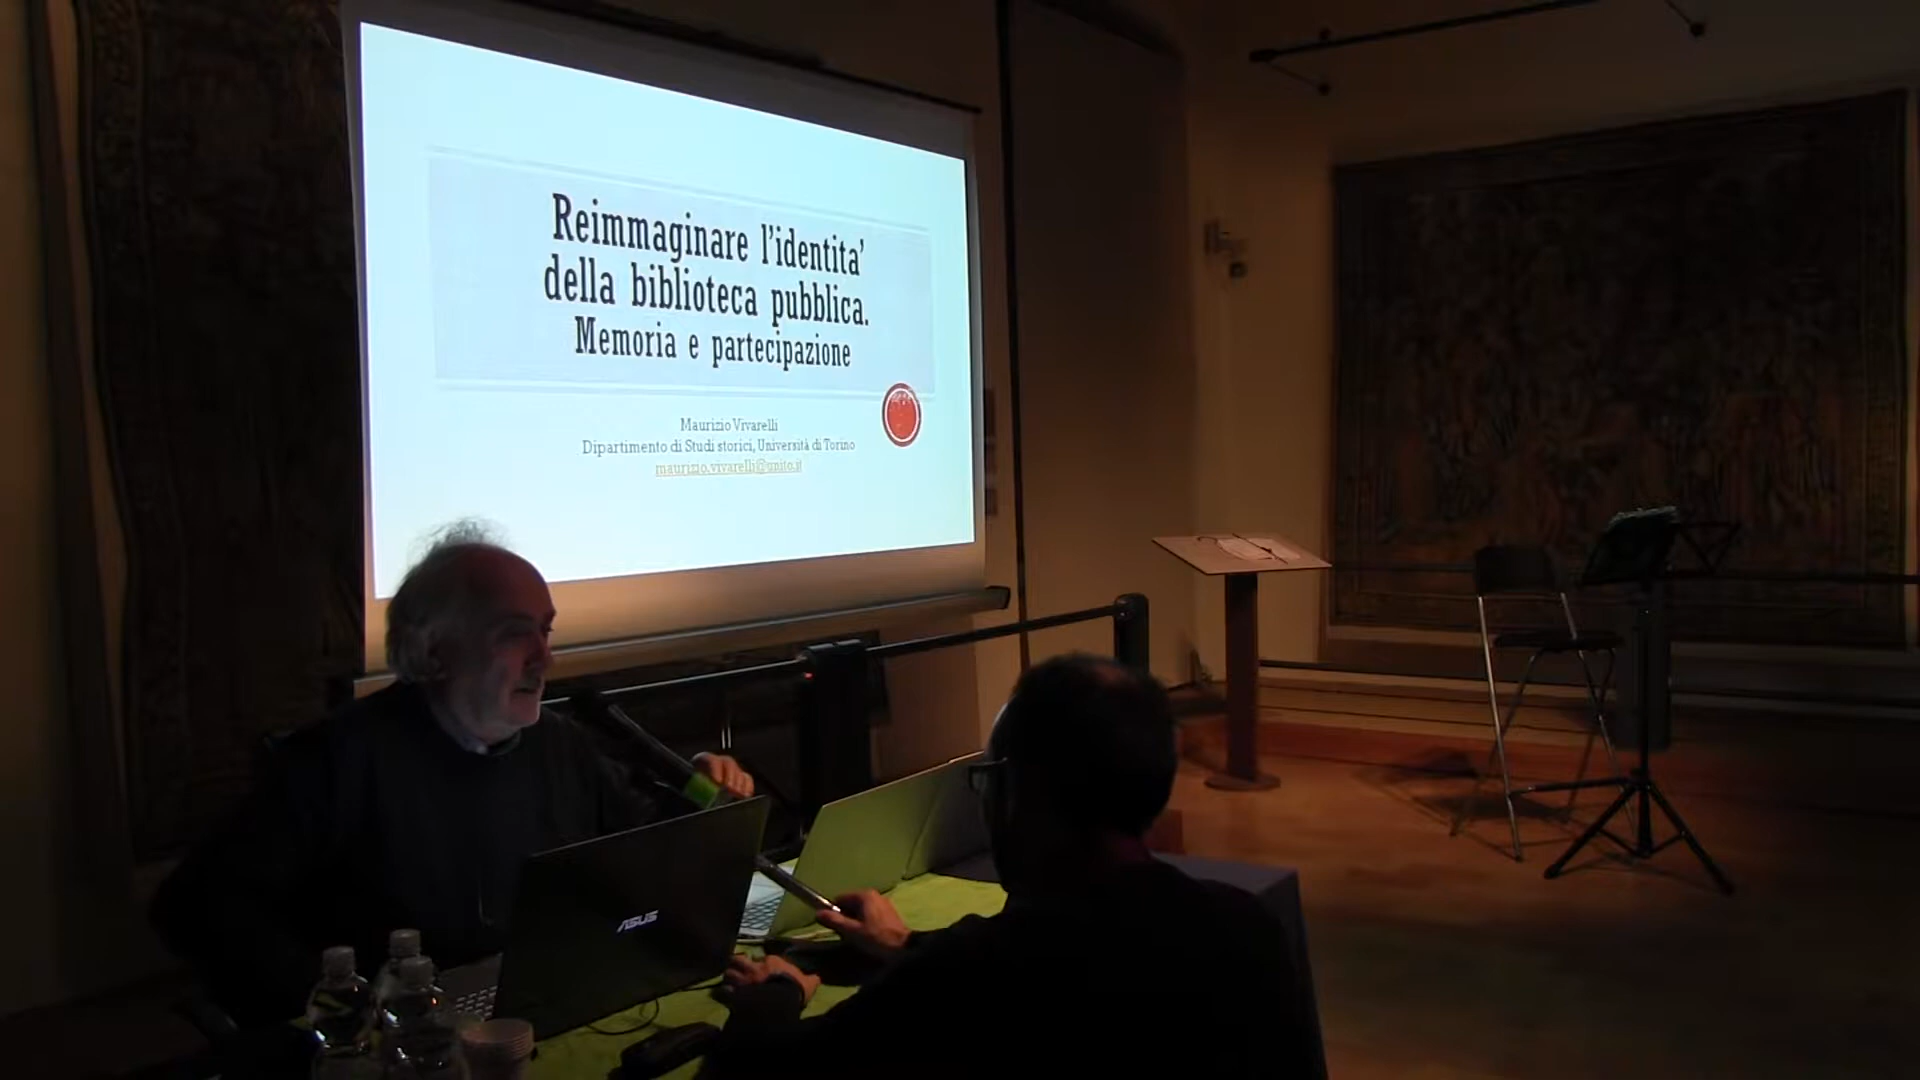 Reimmaginare l'identita'
della biblioteca pubblica.
Memoria e partecipazione
Maurizio Vivarelli
Dipartimento di Studi storici, Università di Torino
maurizio.vivarelli@unito.it
ASUS